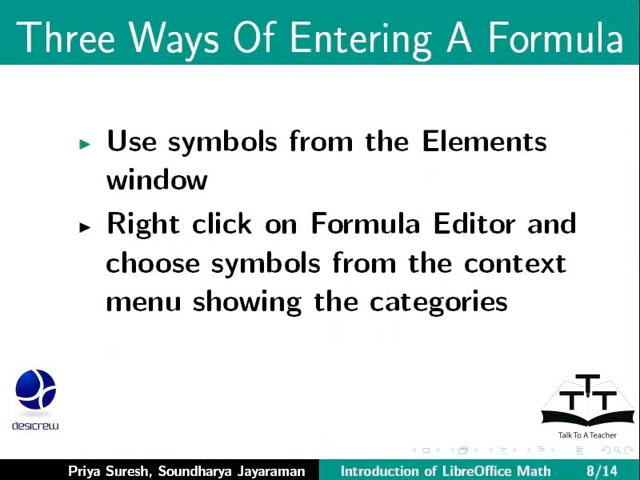 Three Ways Of Entering A Formula
Use symbols from the Elements
window
Right click on Formula Editor and
choose symbols from the context
menu showing the categories
desicrew
TTT
Talk To A Teacher
Priya Suresh, Soundharya Jayaraman Introduction of LibreOffice Math 8/14